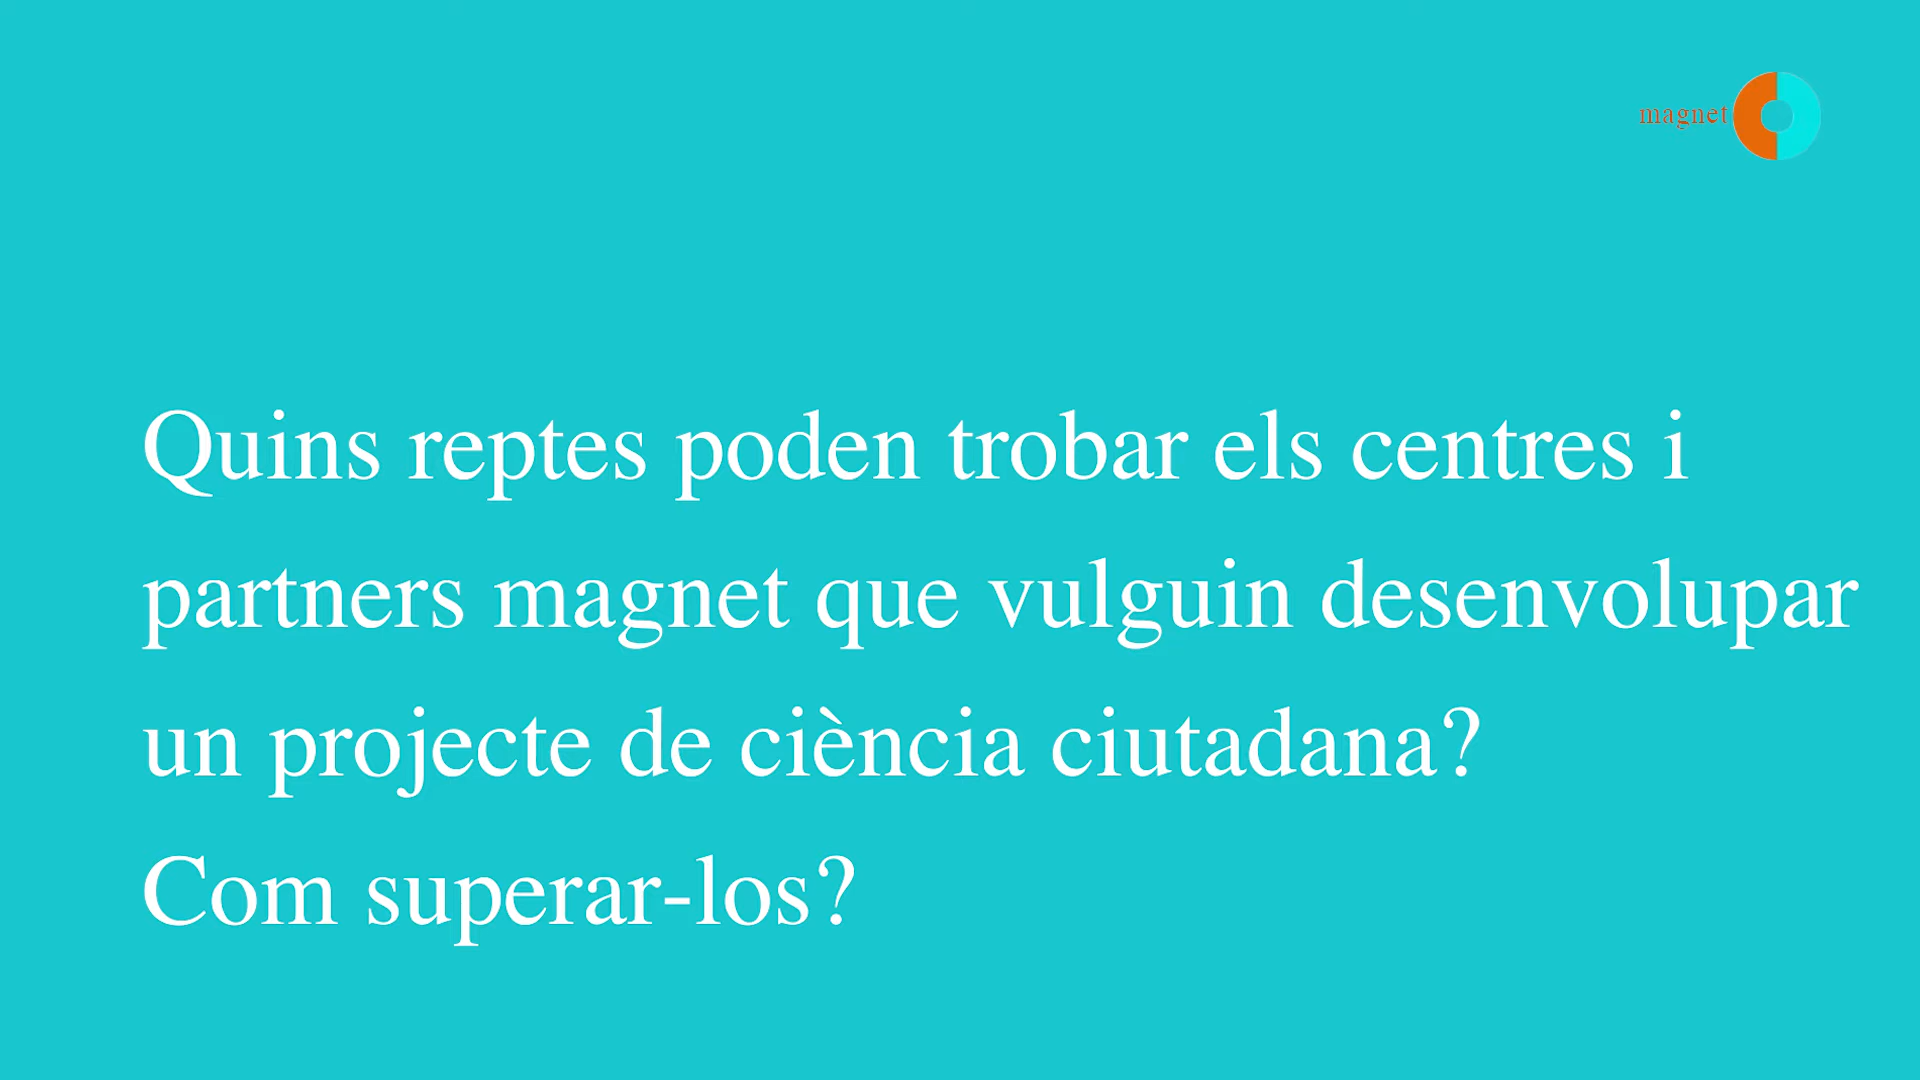 magnet
Quins reptes poden trobar els centres i
partners magnet que vulguin desenvolupar
un projecte de ciència ciutadana?
Com superar-los?